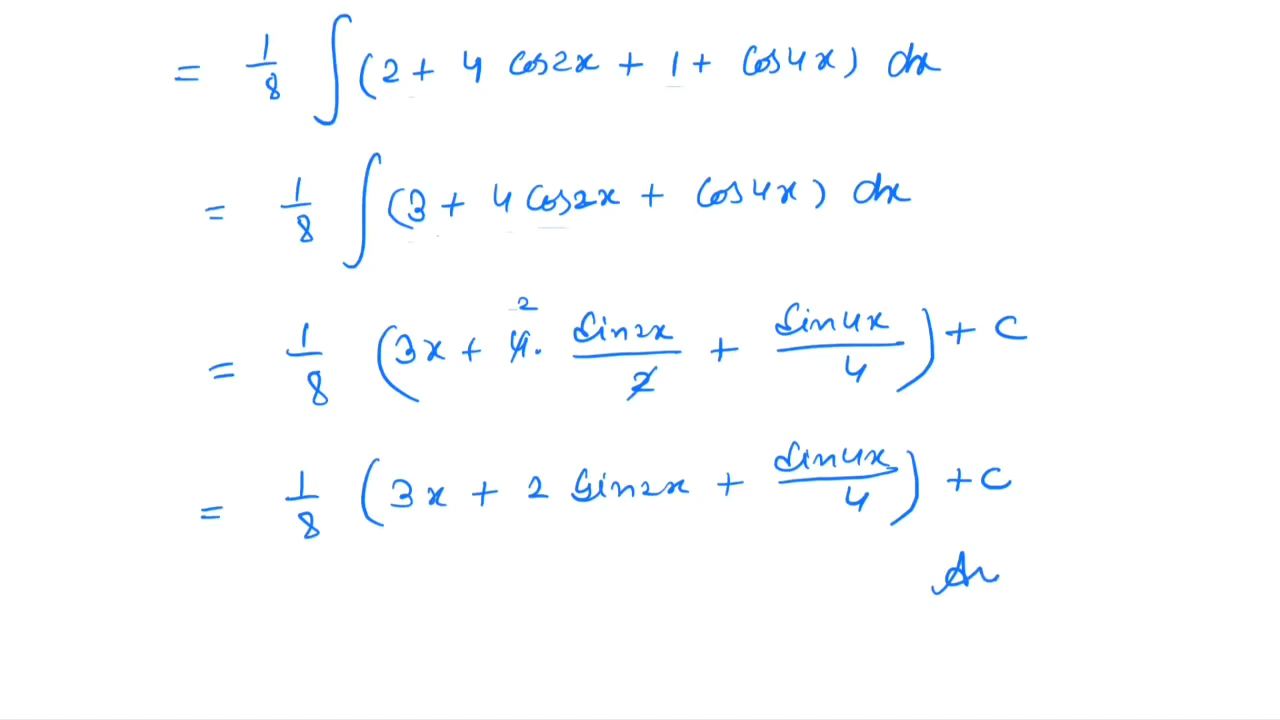 = 1/8 ∫(2 + 4 Cos2x + 1 + Cos4x) dx
= 1/8 ∫(3 + 4 Cos2x + Cos4x) dx
= 1/8 (3x + 4̸² · Sin2x/2̸ + Sin4x/4) + C
= 1/8 (3x + 2 Sin2x + Sin4x/4) + C